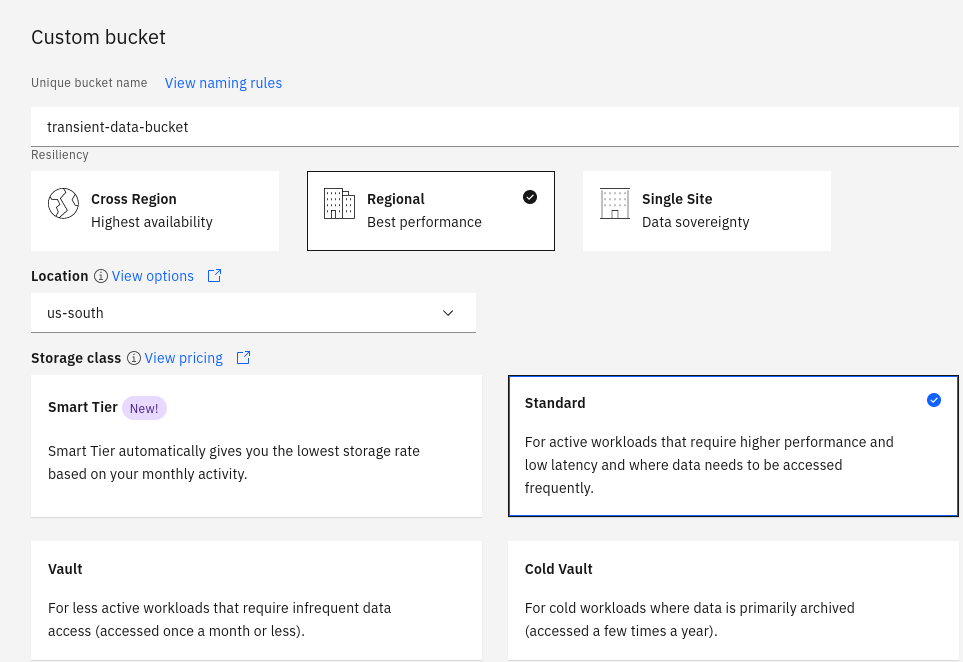 Custom bucket
Unique bucket name View naming rules
transient-data-bucket
Resiliency
Cross Region
Highest availability
Regional
Best performance
Single Site
Data sovereignty
Location View options
us-south
Storage class View pricing
Smart Tier New!
Smart Tier automatically gives you the lowest storage rate
based on your monthly activity.
Standard
For active workloads that require higher performance and
low latency and where data needs to be accessed
frequently.
Vault
For less active workloads that require infrequent data
access (accessed once a month or less).
Cold Vault
For cold workloads where data is primarily archived
(accessed a few times a year).